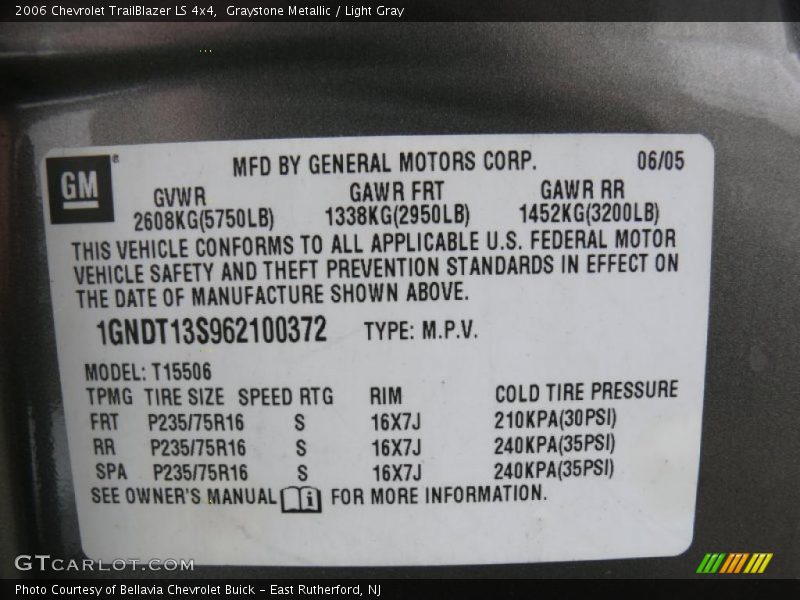 2006 Chevrolet TrailBlazer LS 4x4,  Graystone Metallic / Light Gray
GM® MFD BY GENERAL MOTORS CORP. 06/05
GVWR GAWR FRT GAWR RR
2608KG(5750LB) 1338KG(2950LB) 1452KG(3200LB)
THIS VEHICLE CONFORMS TO ALL APPLICABLE U.S. FEDERAL MOTOR
VEHICLE SAFETY AND THEFT PREVENTION STANDARDS IN EFFECT ON
THE DATE OF MANUFACTURE SHOWN ABOVE.
1GNDT13S962100372 TYPE: M.P.V.
MODEL: T15506
TPMG TIRE SIZE SPEED RTG RIM COLD TIRE PRESSURE
FRT P235/75R16 S 16X7J 210KPA(30PSI)
RR P235/75R16 S 16X7J 240KPA(35PSI)
SPA P235/75R16 S 16X7J 240KPA(35PSI)
SEE OWNER'S MANUAL i FOR MORE INFORMATION.
GTCARLOT.COM
Photo Courtesy of Bellavia Chevrolet Buick – East Rutherford, NJ